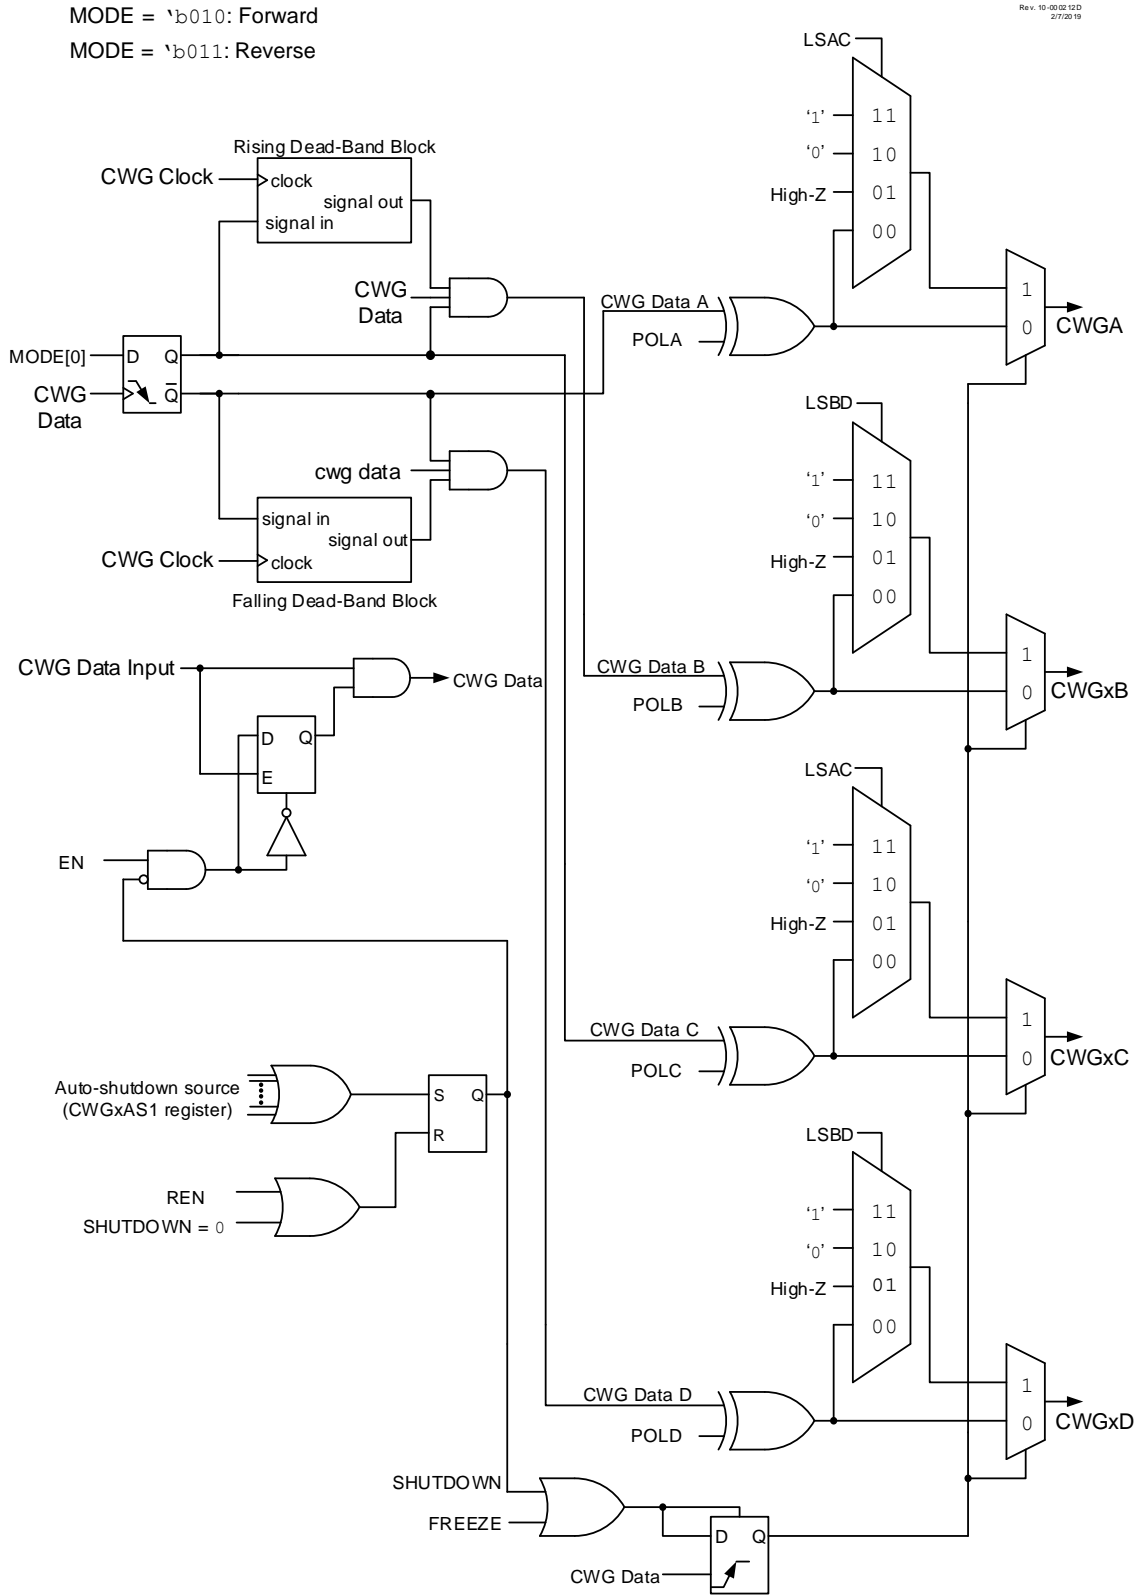 MODE = ‘b010: Forward
MODE = ‘b011: Reverse
Rev. 10-000212D
2/7/2019
LSAC
‘1’
11
‘0’
10
High-Z
01
00
Rising Dead-Band Block
CWG Clock
clock
signal out
signal in
CWG
Data
CWG Data A
POLA
1
0
CWGA
MODE[0]
D
Q
CWG
Data
Q
LSBD
‘1’
11
‘0’
10
High-Z
01
00
cwg data
signal in
signal out
CWG Clock
clock
Falling Dead-Band Block
CWG Data Input
CWG Data
D
Q
E
CWG Data B
POLB
1
0
CWGxB
EN
LSAC
‘1’
11
‘0’
10
High-Z
01
00
CWG Data C
POLC
1
0
CWGxC
Auto-shutdown source
(CWGxAS1 register)
S
Q
R
REN
SHUTDOWN = 0
LSBD
‘1’
11
‘0’
10
High-Z
01
00
CWG Data D
POLD
1
0
CWGxD
SHUTDOWN
FREEZE
D
Q
CWG Data